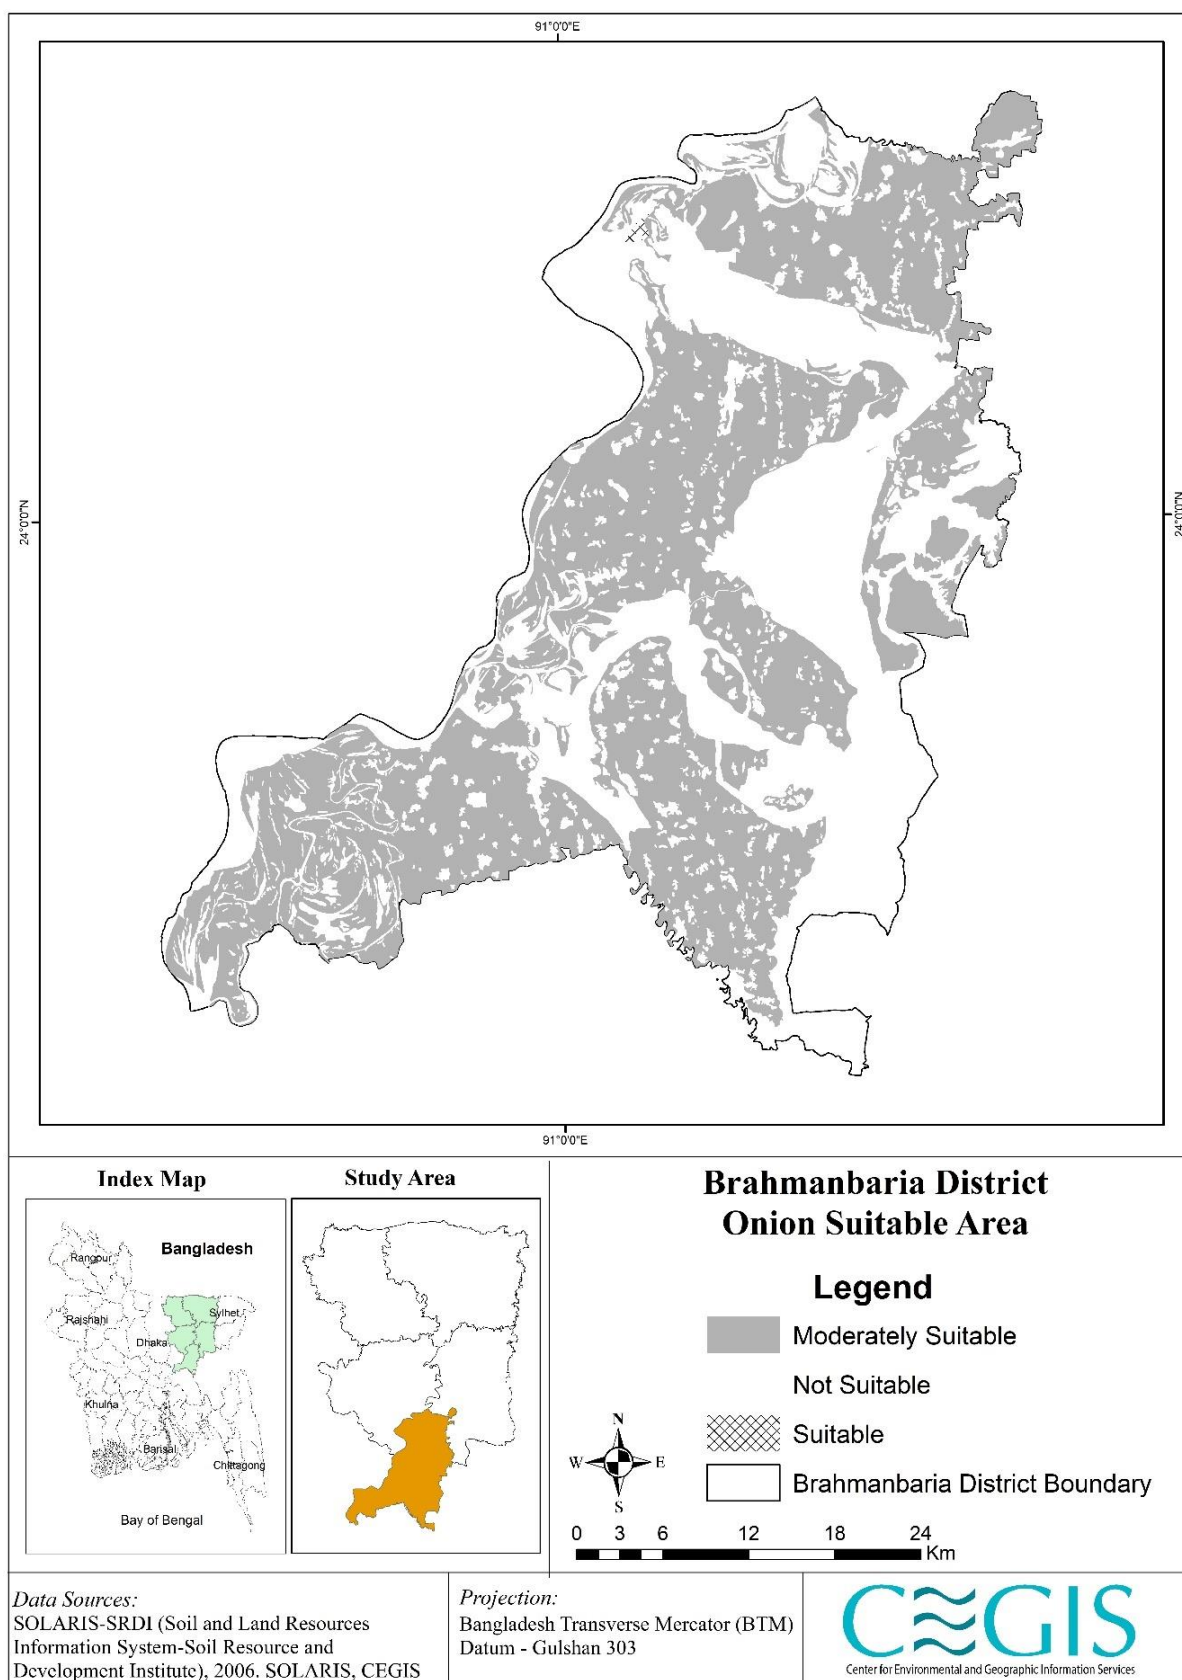 91°0'0"E
24°0'0"N
24°0'0"N
91°0'0"E
Index Map
Bangladesh
Rangpur
Rajshahi
Sylhet
Dhaka
Khulna
Barisal
Chittagong
Bay of Bengal
Study Area
Brahmanbaria District
Onion Suitable Area
Legend
Moderately Suitable
Not Suitable
Suitable
Brahmanbaria District Boundary
N
W E
S
0 3 6 12 18 24
Km
Data Sources:
SOLARIS-SRDI (Soil and Land Resources
Information System-Soil Resource and
Development Institute), 2006. SOLARIS, CEGIS
Projection:
Bangladesh Transverse Mercator (BTM)
Datum - Gulshan 303
CEGIS
Center for Environmental and Geographic Information Services